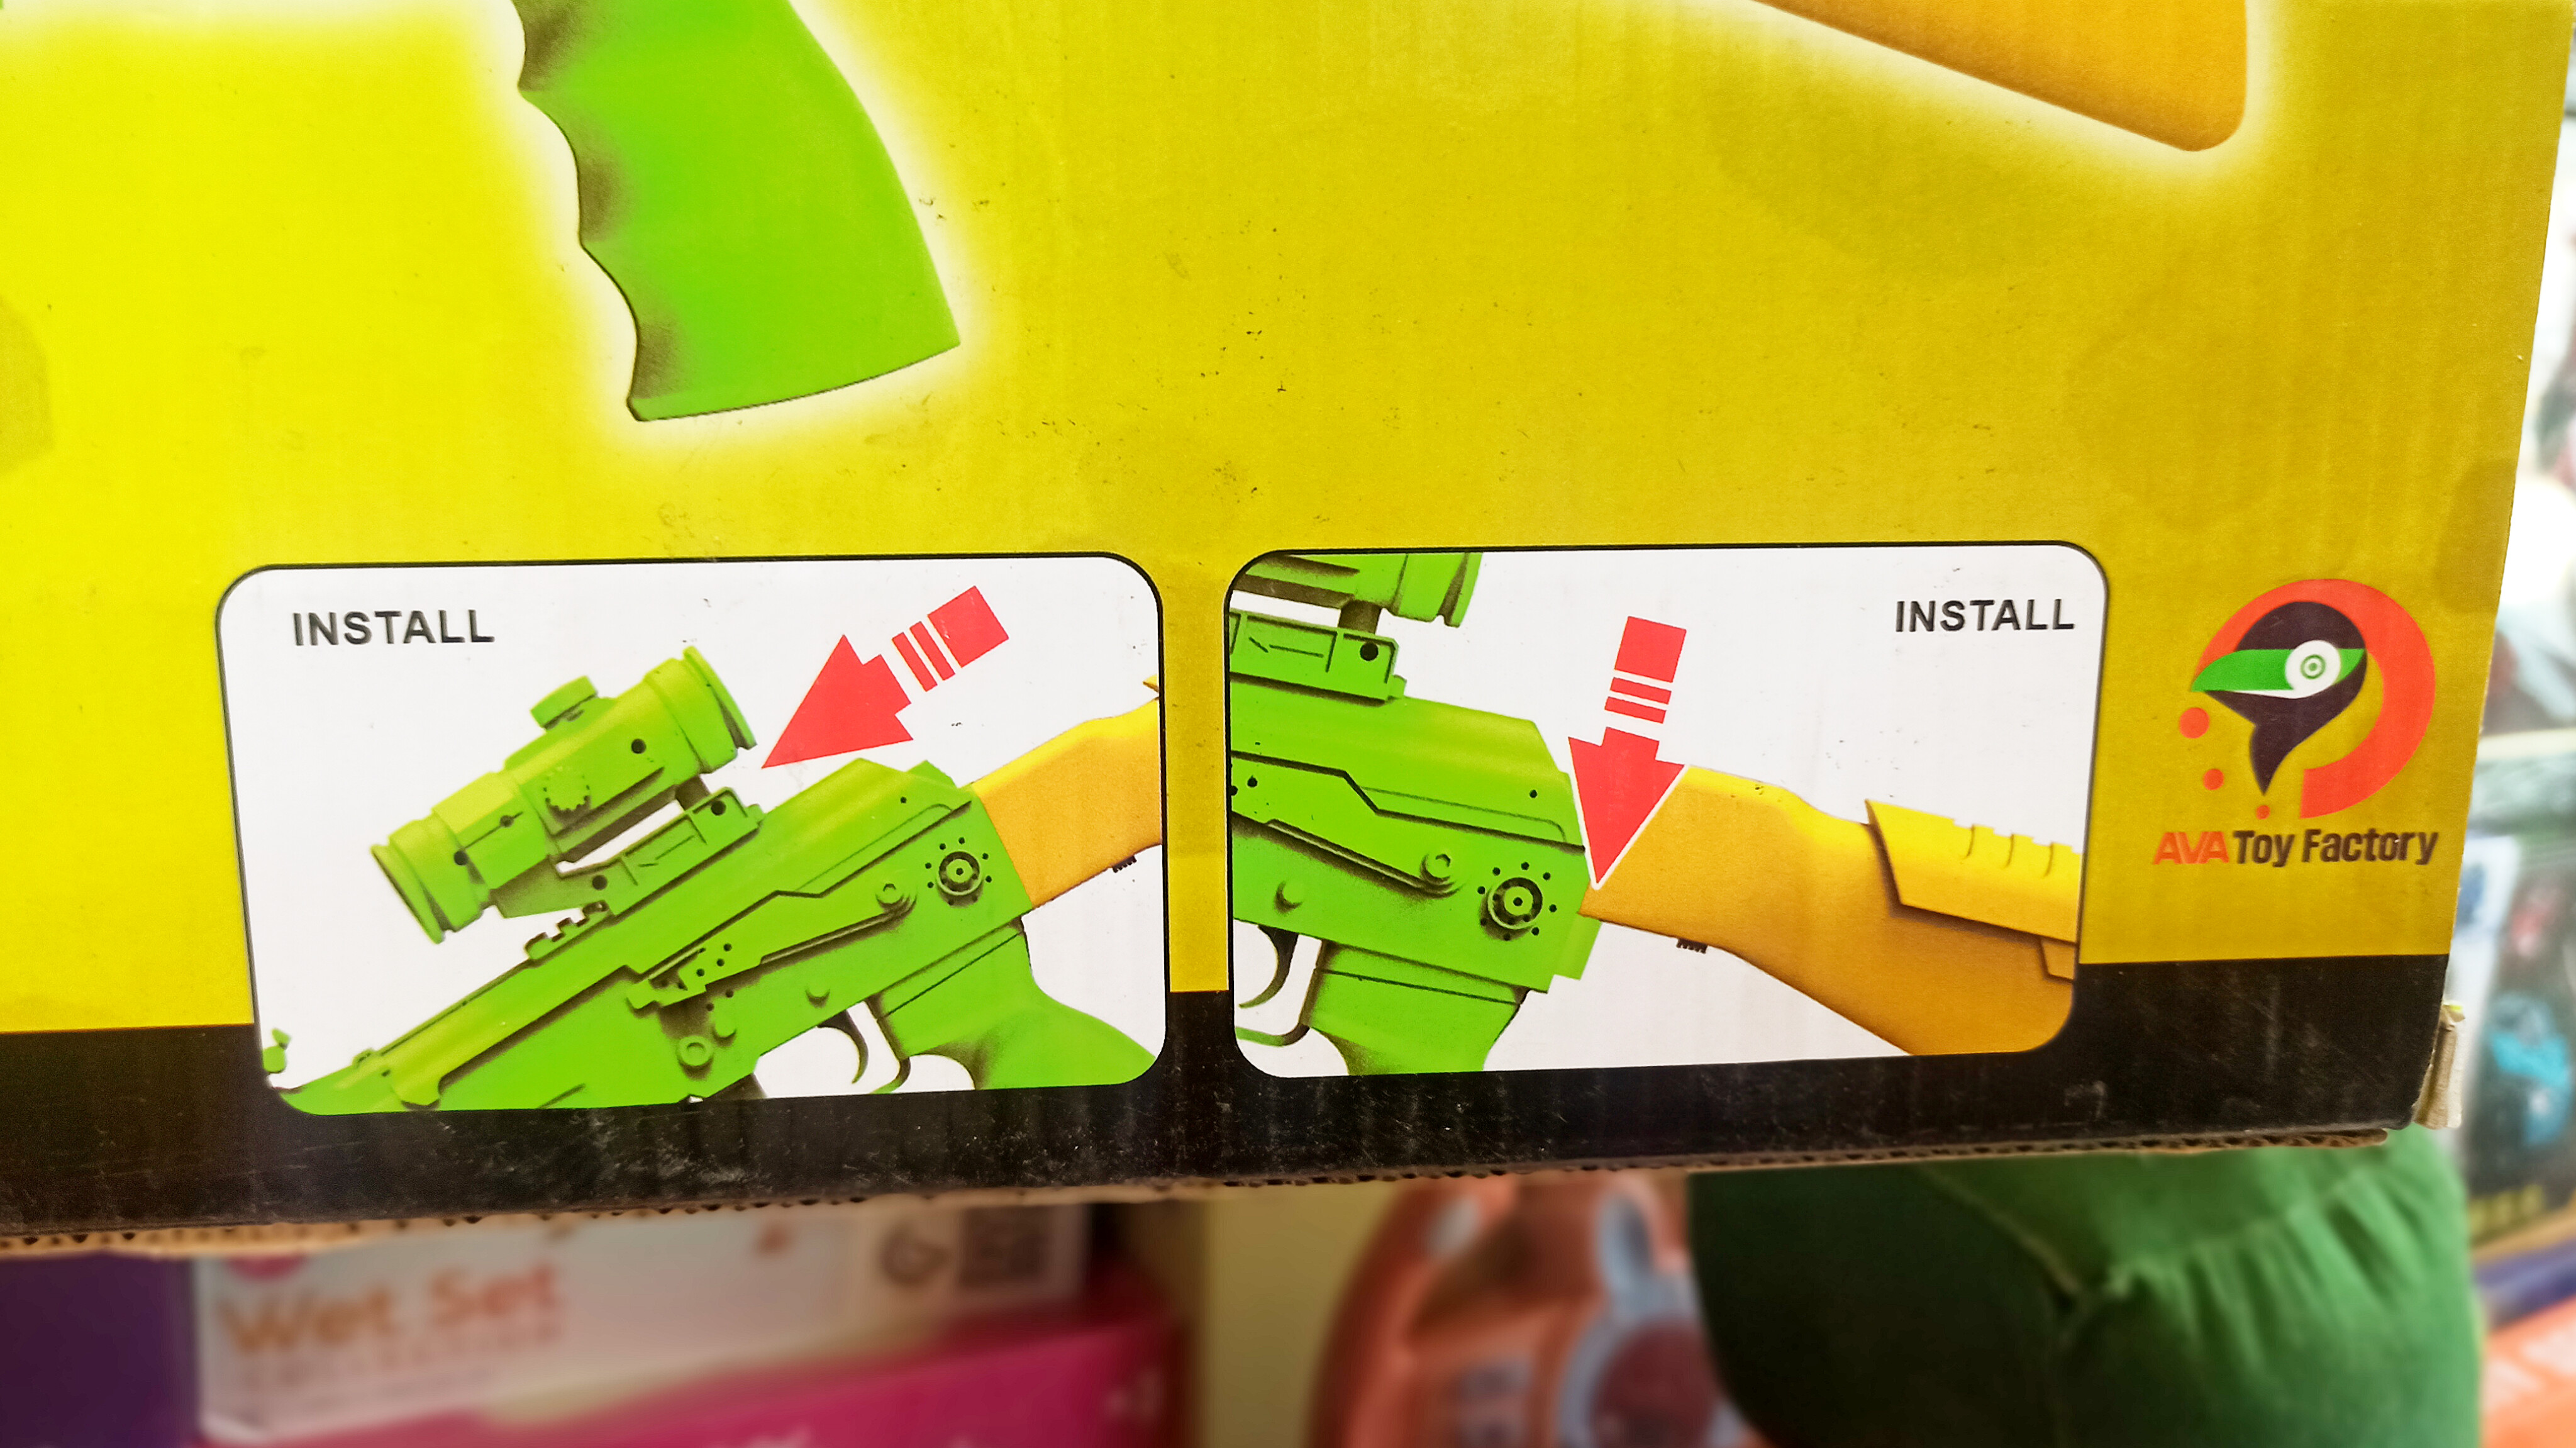 INSTALL
INSTALL
AVA Toy Factory
Wet Set